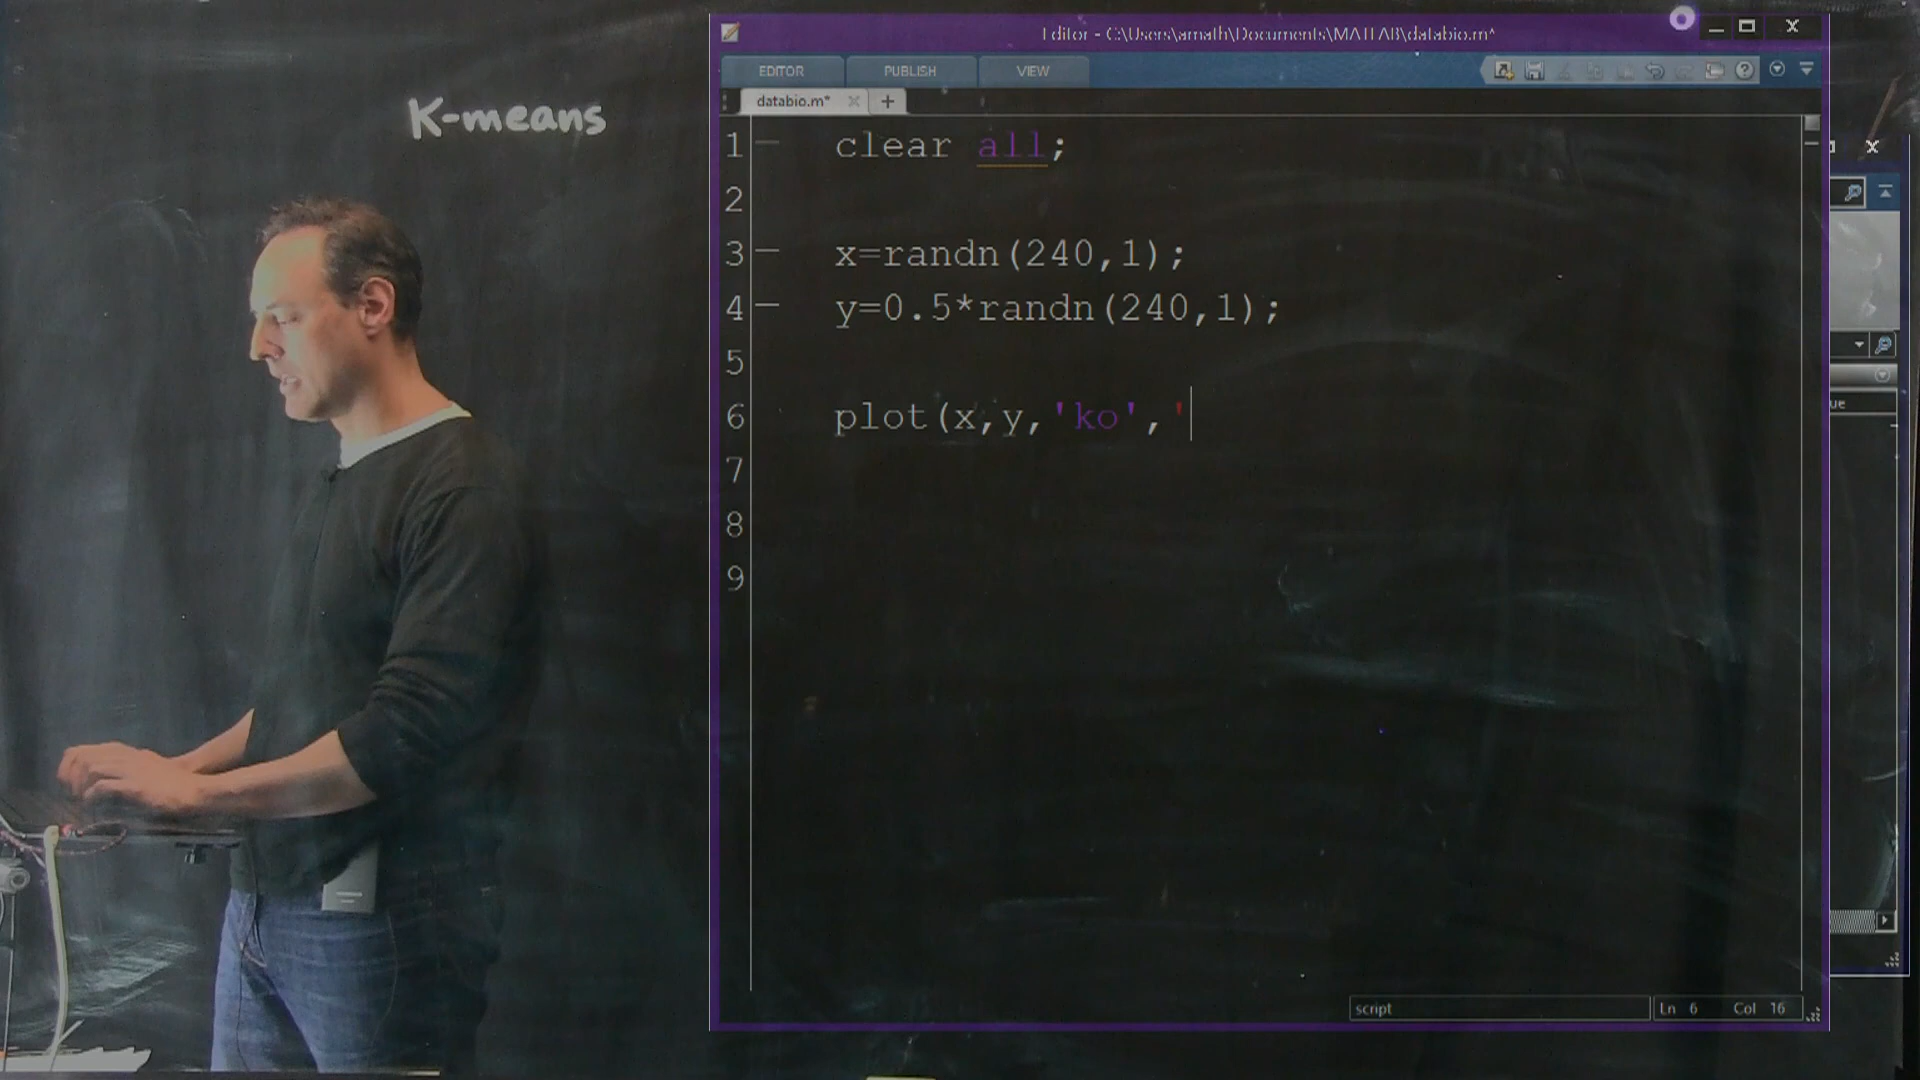 K-means
Editor - C:\Users\amath\Documents\MATLAB\databio.m*
EDITOR PUBLISH VIEW
databio.m*
1 clear all;
2
3 x=randn(240,1);
4 y=0.5*randn(240,1);
5
6 plot(x,y,'ko','
7
8
9
script Ln 6 Col 16
ue